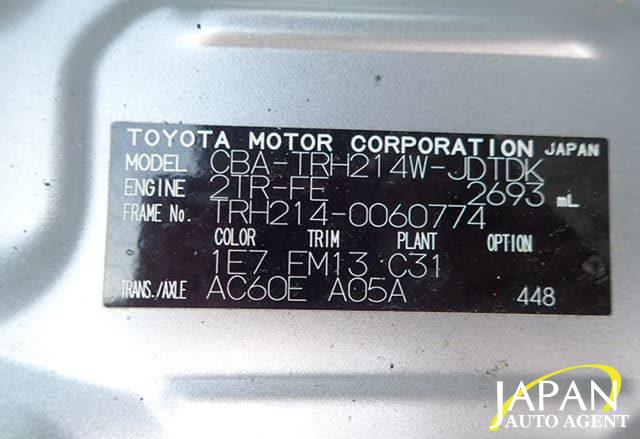 TOYOTA MOTOR CORPORATION JAPAN
MODEL CBA-TRH214W-JDTDK
ENGINE 2TR-FE 2693 mL
FRAME No. TRH214-0060774
COLOR TRIM PLANT OPTION
1E7 FM13 C31
TRANS./AXLE AC60E A05A 448
JAPAN
AUTO AGENT